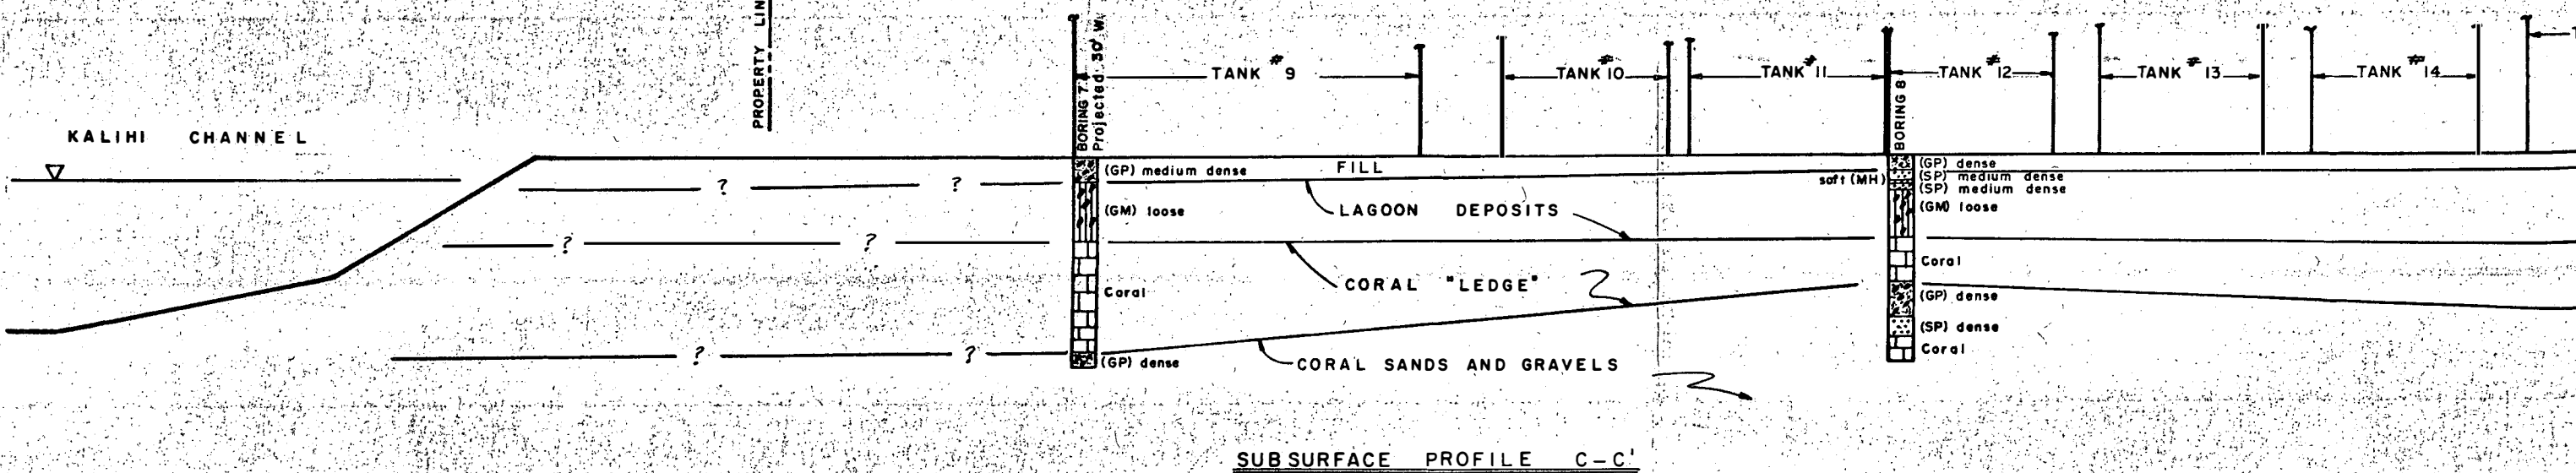 PROPERTY LIN
KALIHI CHANNEL
BORING 7
Projected 30' W.
TANK #9
TANK #10
TANK #11
BORING 8
TANK #12
TANK #13
TANK #14
(GP) medium dense
FILL
? ?
(GM) loose
LAGOON DEPOSITS
soft (MH)
(GP) dense
(SP) medium dense
(SP) medium dense
(GM) loose
? ?
Coral
CORAL "LEDGE"
Coral
(GP) dense
(SP) dense
Coral
? ?
(GP) dense
CORAL SANDS AND GRAVELS
SUBSURFACE PROFILE C-C'